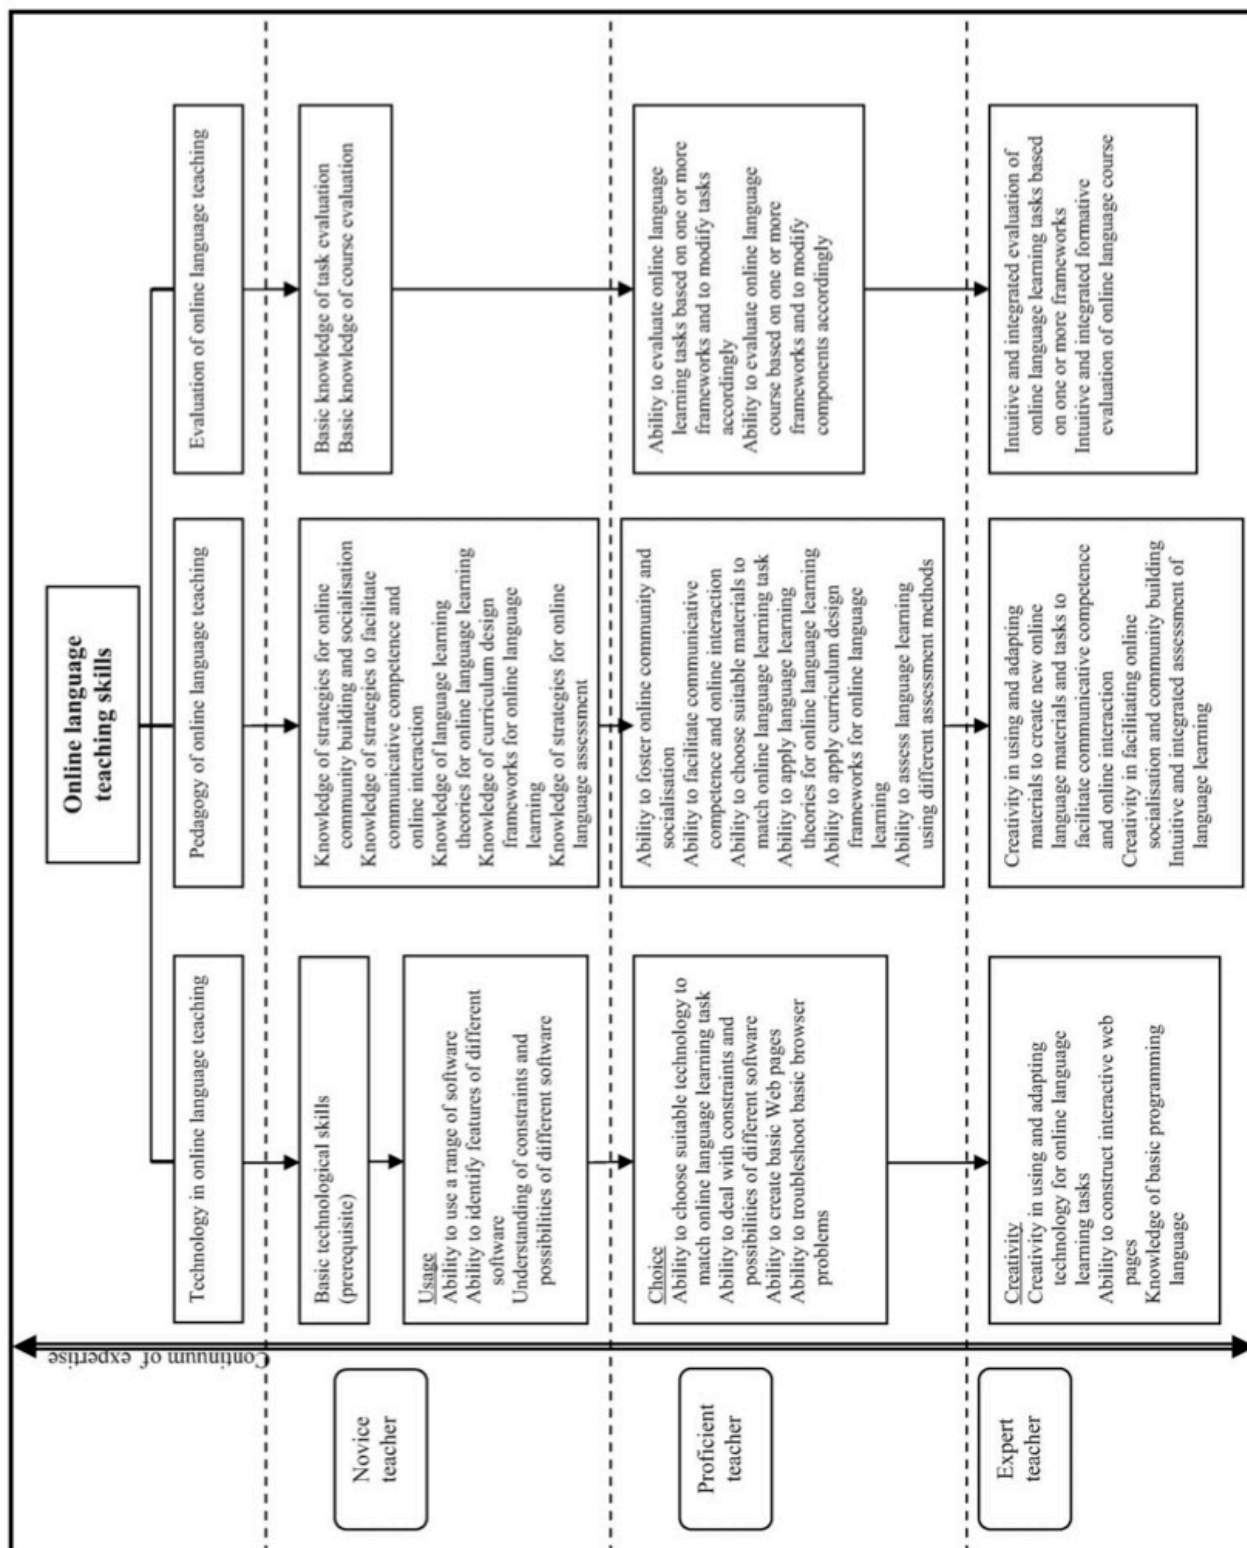 Online language
teaching skills
Technology in online language teaching
Pedagogy of online language teaching
Evaluation of online language teaching
Continuum of expertise
Novice
teacher
Basic technological skills
(prerequisite)
Usage
Ability to use a range of software
Ability to identify features of different
software
Understanding of constraints and
possibilities of different software
Knowledge of strategies for online
community building and socialisation
Knowledge of strategies to facilitate
communicative competence and
online interaction
Knowledge of language learning
theories for online language learning
Knowledge of curriculum design
frameworks for online language
learning
Knowledge of strategies for online
language assessment
Basic knowledge of task evaluation
Basic knowledge of course evaluation
Proficient
teacher
Choice
Ability to choose suitable technology to
match online language learning task
Ability to deal with constraints and
possibilities of different software
Ability to create basic Web pages
Ability to troubleshoot basic browser
problems
Ability to foster online community and
socialisation
Ability to facilitate communicative
competence and online interaction
Ability to choose suitable materials to
match online language learning task
Ability to apply language learning
theories for online language learning
Ability to apply curriculum design
frameworks for online language
learning
Ability to assess language learning
using different assessment methods
Ability to evaluate online language
learning tasks based on one or more
frameworks and to modify tasks
accordingly
Ability to evaluate online language
course based on one or more
frameworks and to modify
components accordingly
Expert
teacher
Creativity
Creativity in using and adapting
technology for online language
learning tasks
Ability to construct interactive web
pages
Knowledge of basic programming
language
Creativity in using and adapting
materials to create new online
language materials and tasks to
facilitate communicative competence
and online interaction
Creativity in facilitating online
socialisation and community building
Intuitive and integrated assessment of
language learning
Intuitive and integrated evaluation of
online language learning tasks based
on one or more frameworks
Intuitive and integrated formative
evaluation of online language course